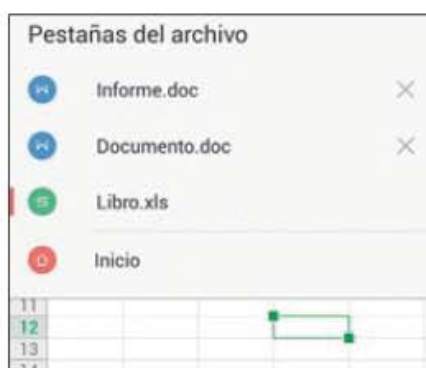 Pestañas del archivo
W Informe.doc
W Documento.doc
S Libro.xls
Inicio
11
12
13